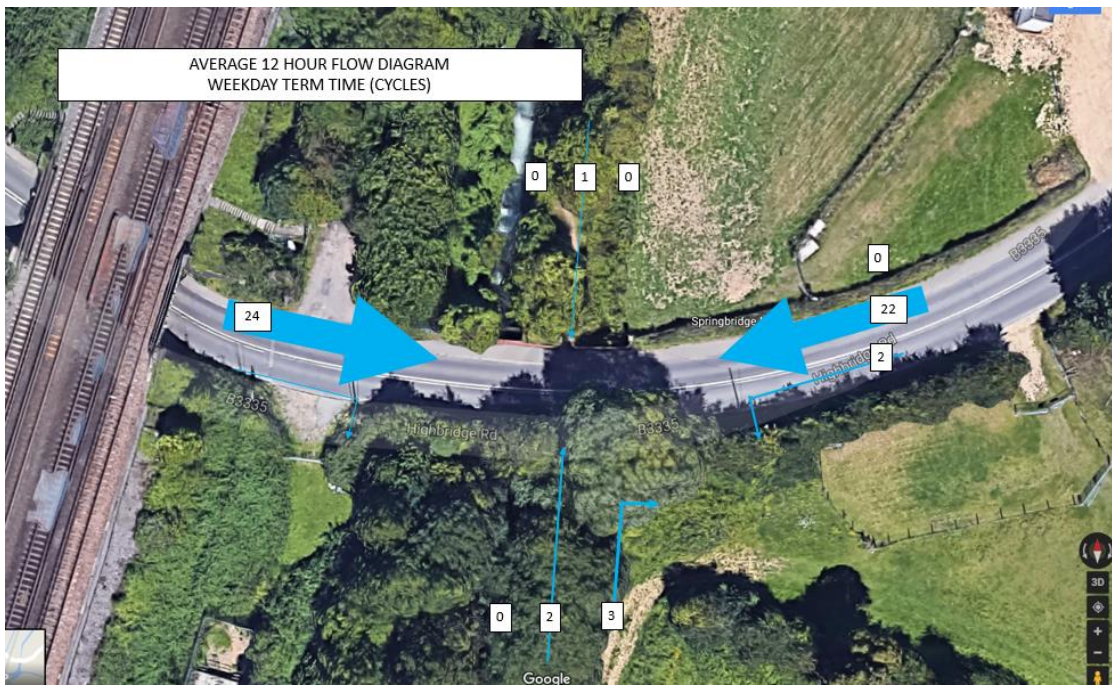 AVERAGE 12 HOUR FLOW DIAGRAM
WEEKDAY TERM TIME (CYCLES)
0
1
0
B3335
0
24
22
Springbridge
2
Highbridge Rd
B3335
Highbridge Rd
B3335
0
2
3
3D
Google